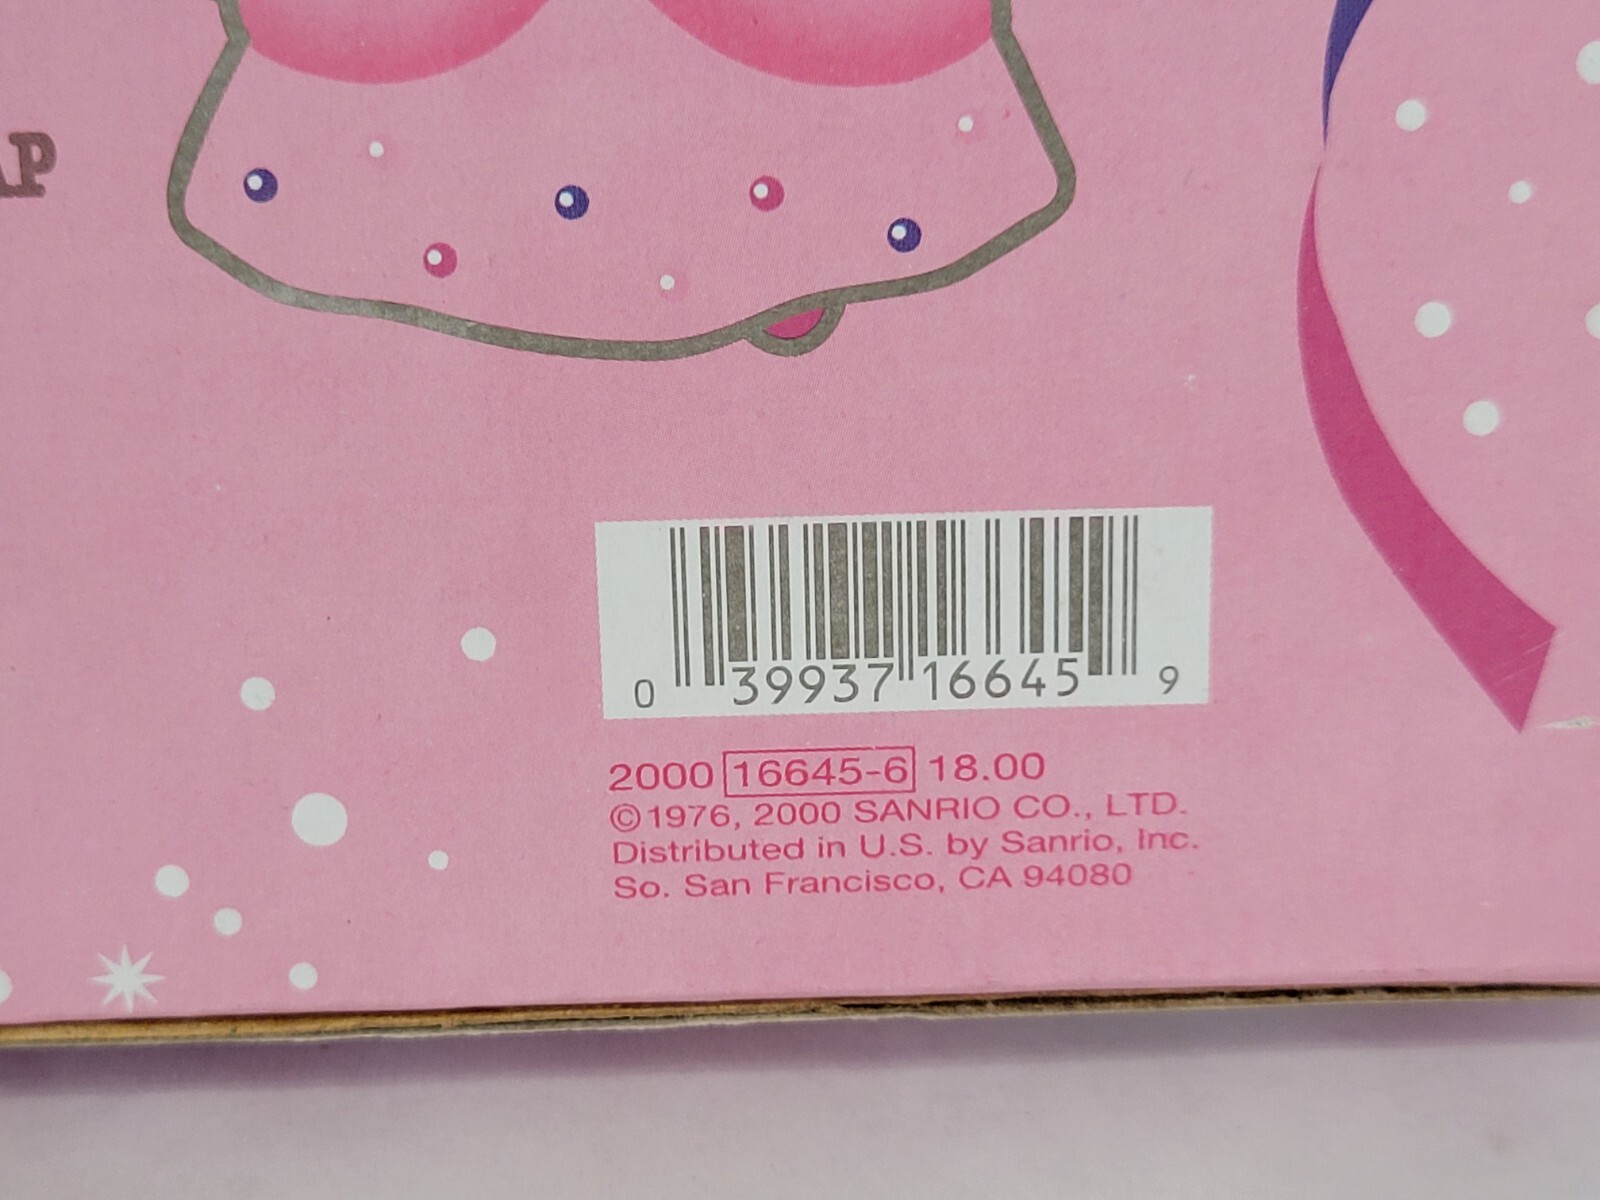 AP
0 39937 16645 9
2000 16645-6 18.00
©1976, 2000 SANRIO CO., LTD.
Distributed in U.S. by Sanrio, Inc.
So. San Francisco, CA 94080